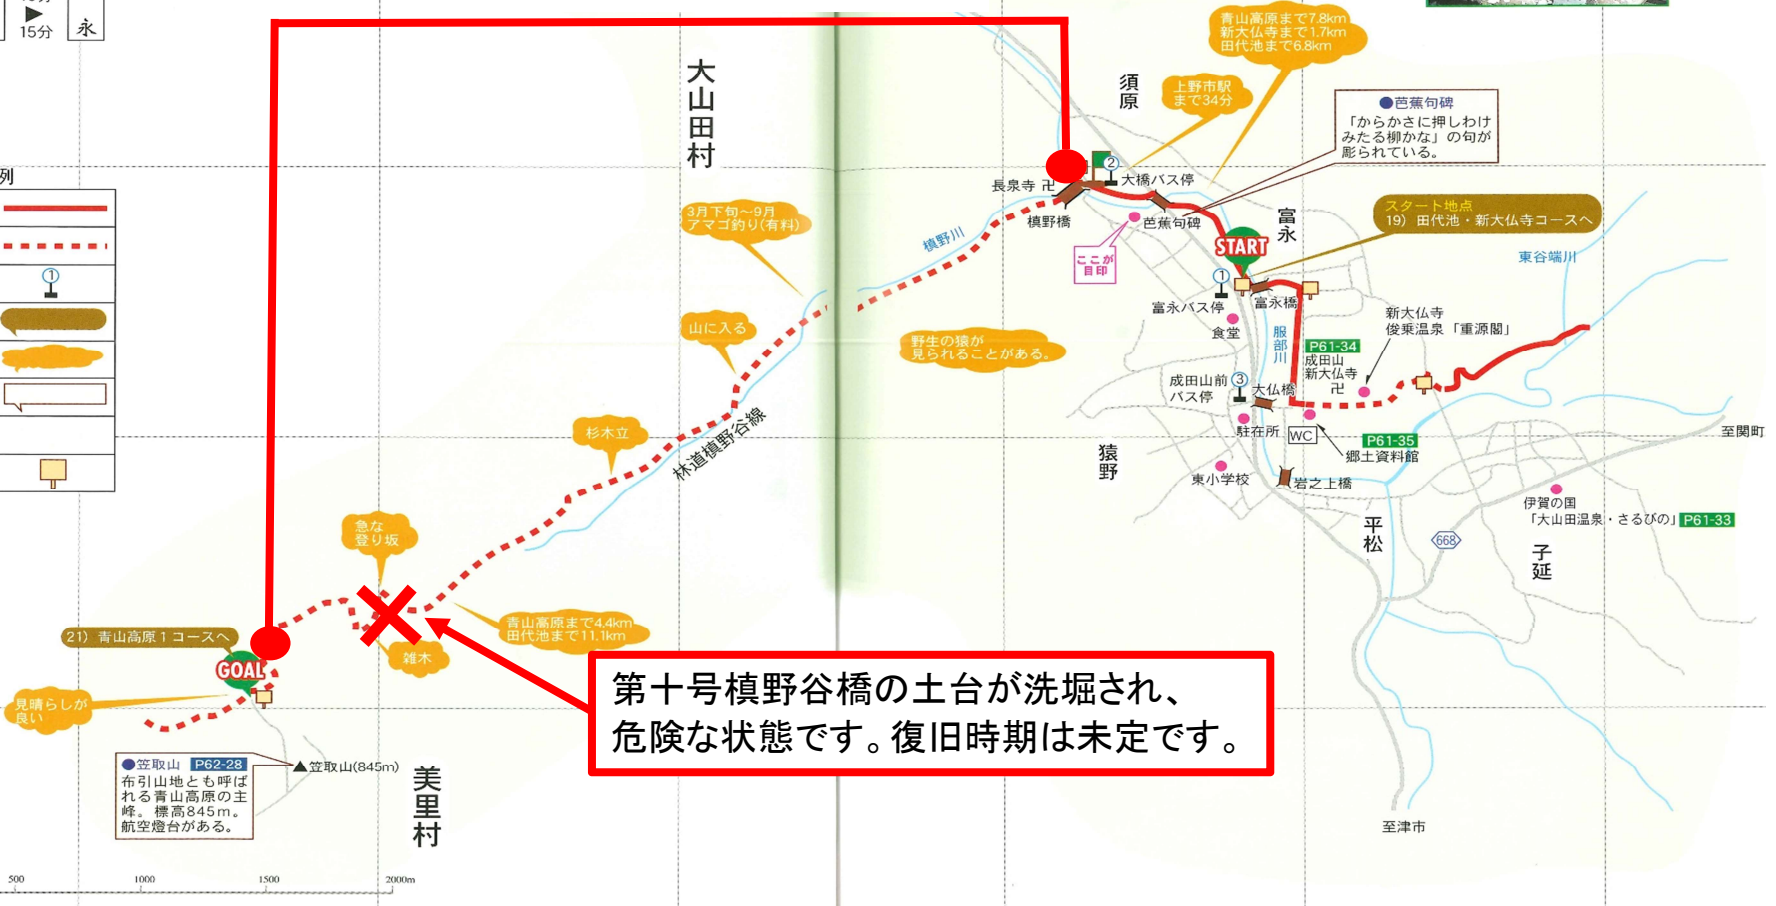 15分
永
列
①
大山田村
青山高原まで7.8km
新大仏寺まで1.7km
田代池まで6.8km
須原
上野市駅
まで34分
●芭蕉句碑
「からかさに押しわけ
みたる柳かな」の句が
彫られている。
②
長泉寺 卍
大橋バス停
槙野橋
芭蕉句碑
富永
スタート地点
19）田代池・新大仏寺コースへ
3月下旬〜9月
アマゴ釣り(有料)
槙野川
ここが
目印
START
東谷端川
①
富永バス停
富永橋
食堂
服部川
新大仏寺
俊乗温泉「重源閣」
山に入る
野生の猿が
見られることがある。
P61-34
成田山
新大仏寺
卍
成田山前
バス停
③
大仏橋
杉木立
林道槙野谷線
駐在所
WC
P61-35
郷土資料館
至関町
猿野
東小学校
岩之上橋
伊賀の国
「大山田温泉・さるびの」
P61-33
急な
登り坂
平松
668
子延
青山高原まで4.4km
田代池まで11.1km
21）青山高原1コースへ
GOAL
雑木
見晴らしが
良い
第十号槙野谷橋の土台が洗堀され、
危険な状態です。復旧時期は未定です。
●笠取山 P62-28
布引山地とも呼ば
れる青山高原の主
峰。標高845m。
航空燈台がある。
▲笠取山(845m)
美里村
至津市
500
1000
1500
2000m